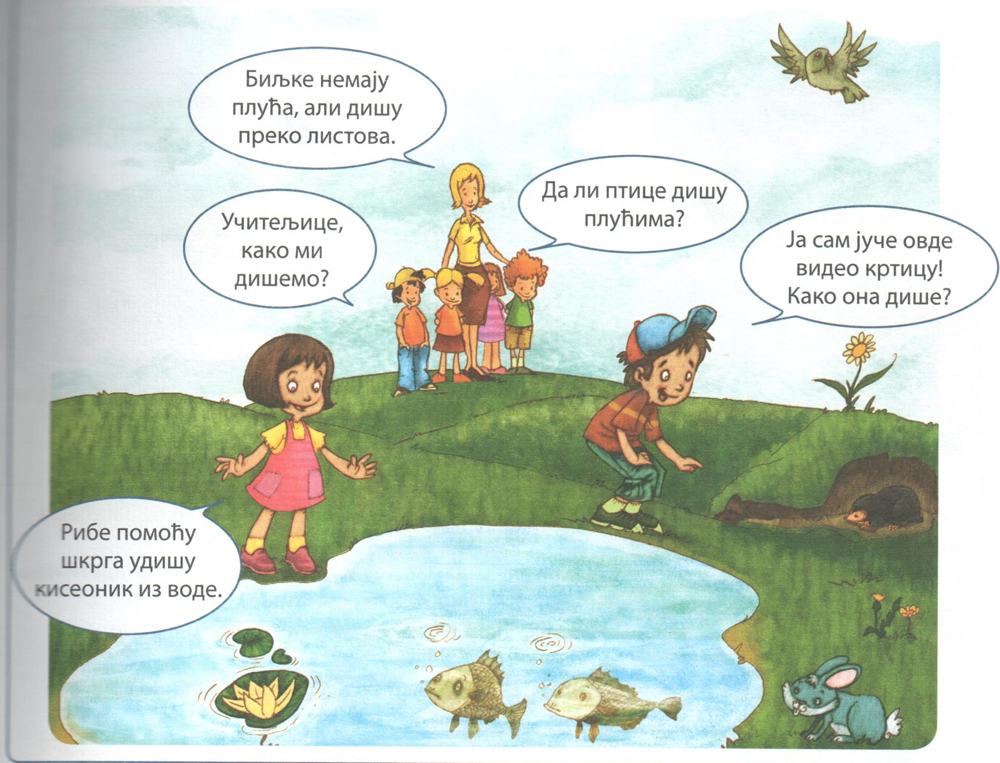 Биљке немају
плућа, али дишу
преко листова.
Учитељице,
како ми
дишемо?
Да ли птице дишу
плућима?
Ја сам јуче овде
видео кртицу!
Како она дише?
Рибе помоћу
шкрга удишу
кисеоник из воде.